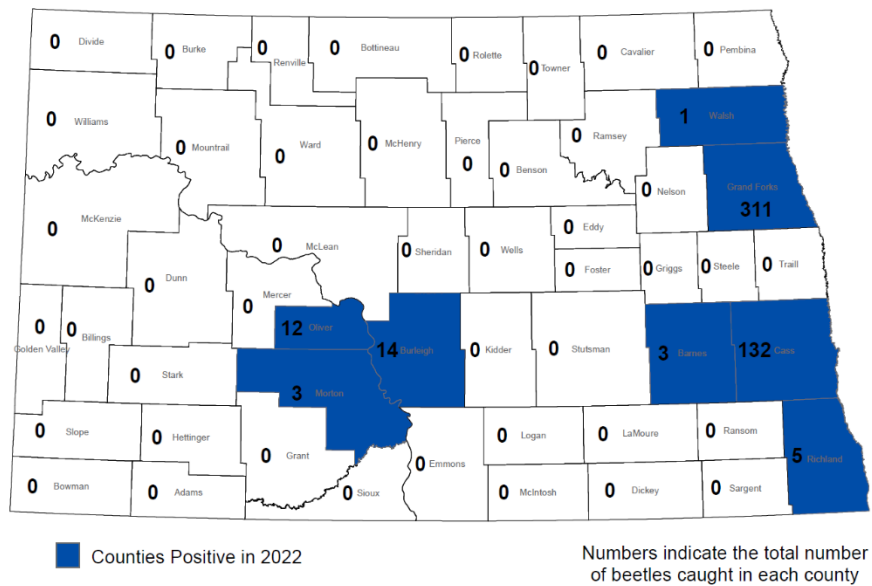 0 Divide
0 Burke
0 Renville
0 Bottineau
0 Rolette
0 Towner
0 Cavalier
0 Pembina
0 Williams
0 Mountrail
0 Ward
0 McHenry
Pierce 0
0 Benson
0 Ramsey
1 Walsh
0 Nelson
Grand Forks
311
0 McKenzie
0 Dunn
0 McLean
0 Sheridan
0 Wells
0 Eddy
0 Foster
0 Griggs
0 Steele
0 Traill
0 Golden Valley
0 Billings
0 Mercer
12 Oliver
14 Burleigh
0 Kidder
0 Stutsman
3 Barnes
132 Cass
0 Stark
3 Morton
0 Slope
0 Hettinger
0 Grant
0 Emmons
0 Logan
0 LaMoure
0 Ransom
5 Richland
0 Bowman
0 Adams
0 Sioux
0 McIntosh
0 Dickey
0 Sargent
Counties Positive in 2022
Numbers indicate the total number
of beetles caught in each county